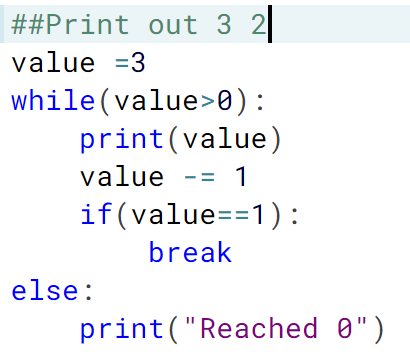 ##Print out 3 2
value =3
while(value>0):
    print(value)
    value -= 1
    if(value==1):
        break
else:
    print("Reached 0")